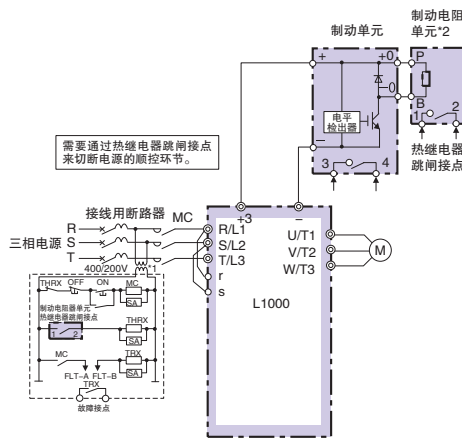 制动单元
制动电阻
单元*2
+
+0
P
−0
电平
检出器
B
1
2
−
3
4
热继电器
跳闸接点
需要通过热继电器跳闸接点
来切断电源的顺控环节。
接线用断路器
MC
+3
−
三相电源
R
S
T
R/L1
S/L2
T/L3
r
s
U/T1
V/T2
W/T3
M
L1000
400/200V
*1
THRX
OFF
ON
MC
SA
制动电阻器单元
热继电器跳闸接点
1
2
THRX
SA
MC
TRX
SA
FLT-A
FLT-B
TRX
故障接点